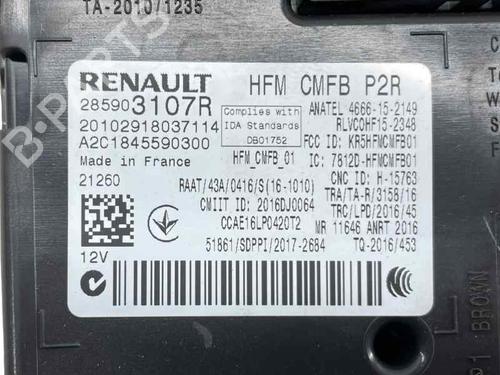 TA-2010/1235
RENAULT HFM CMFB P2R
285903107R
Complies with
IDA Standards
DB01752
ANATEL 4666-15-2149
20102918037114
RLVCOHF15-2348
A2C1845590300
FCC ID: KR5HFMCMFB01
HFM_CMFB_01
IC: 7812D-HFMCMFB01
Made in France
CNC ID: H-15763
21260
RAAT/43A/0416/S(16-1010)
TRA/TA-R/3158/16
CMIIT ID: 2016DJ0064
TRC/LPD/2016/45
CCAE16LP0420T2
MR 11646 ANRT 2016
51861/SDPPI/2017-2684
TQ-2016/453
12V
P1 BROWN